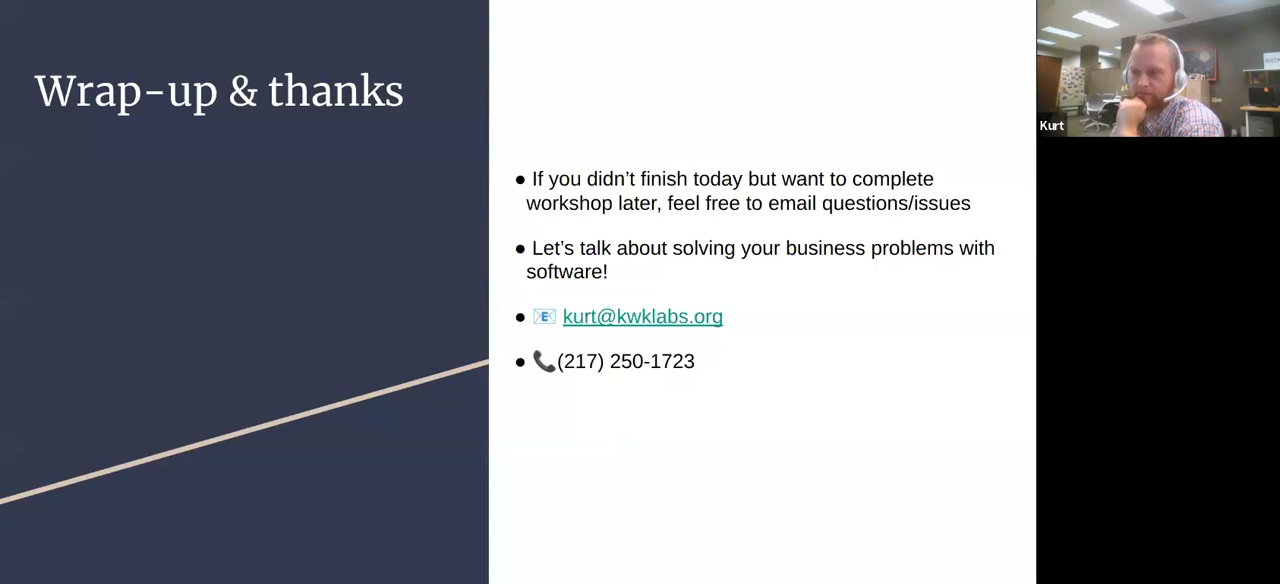 Wrap-up & thanks
● If you didn’t finish today but want to complete
workshop later, feel free to email questions/issues
● Let’s talk about solving your business problems with
software!
● 📧 kurt@kwklabs.org
● 📞(217) 250-1723
Kurt